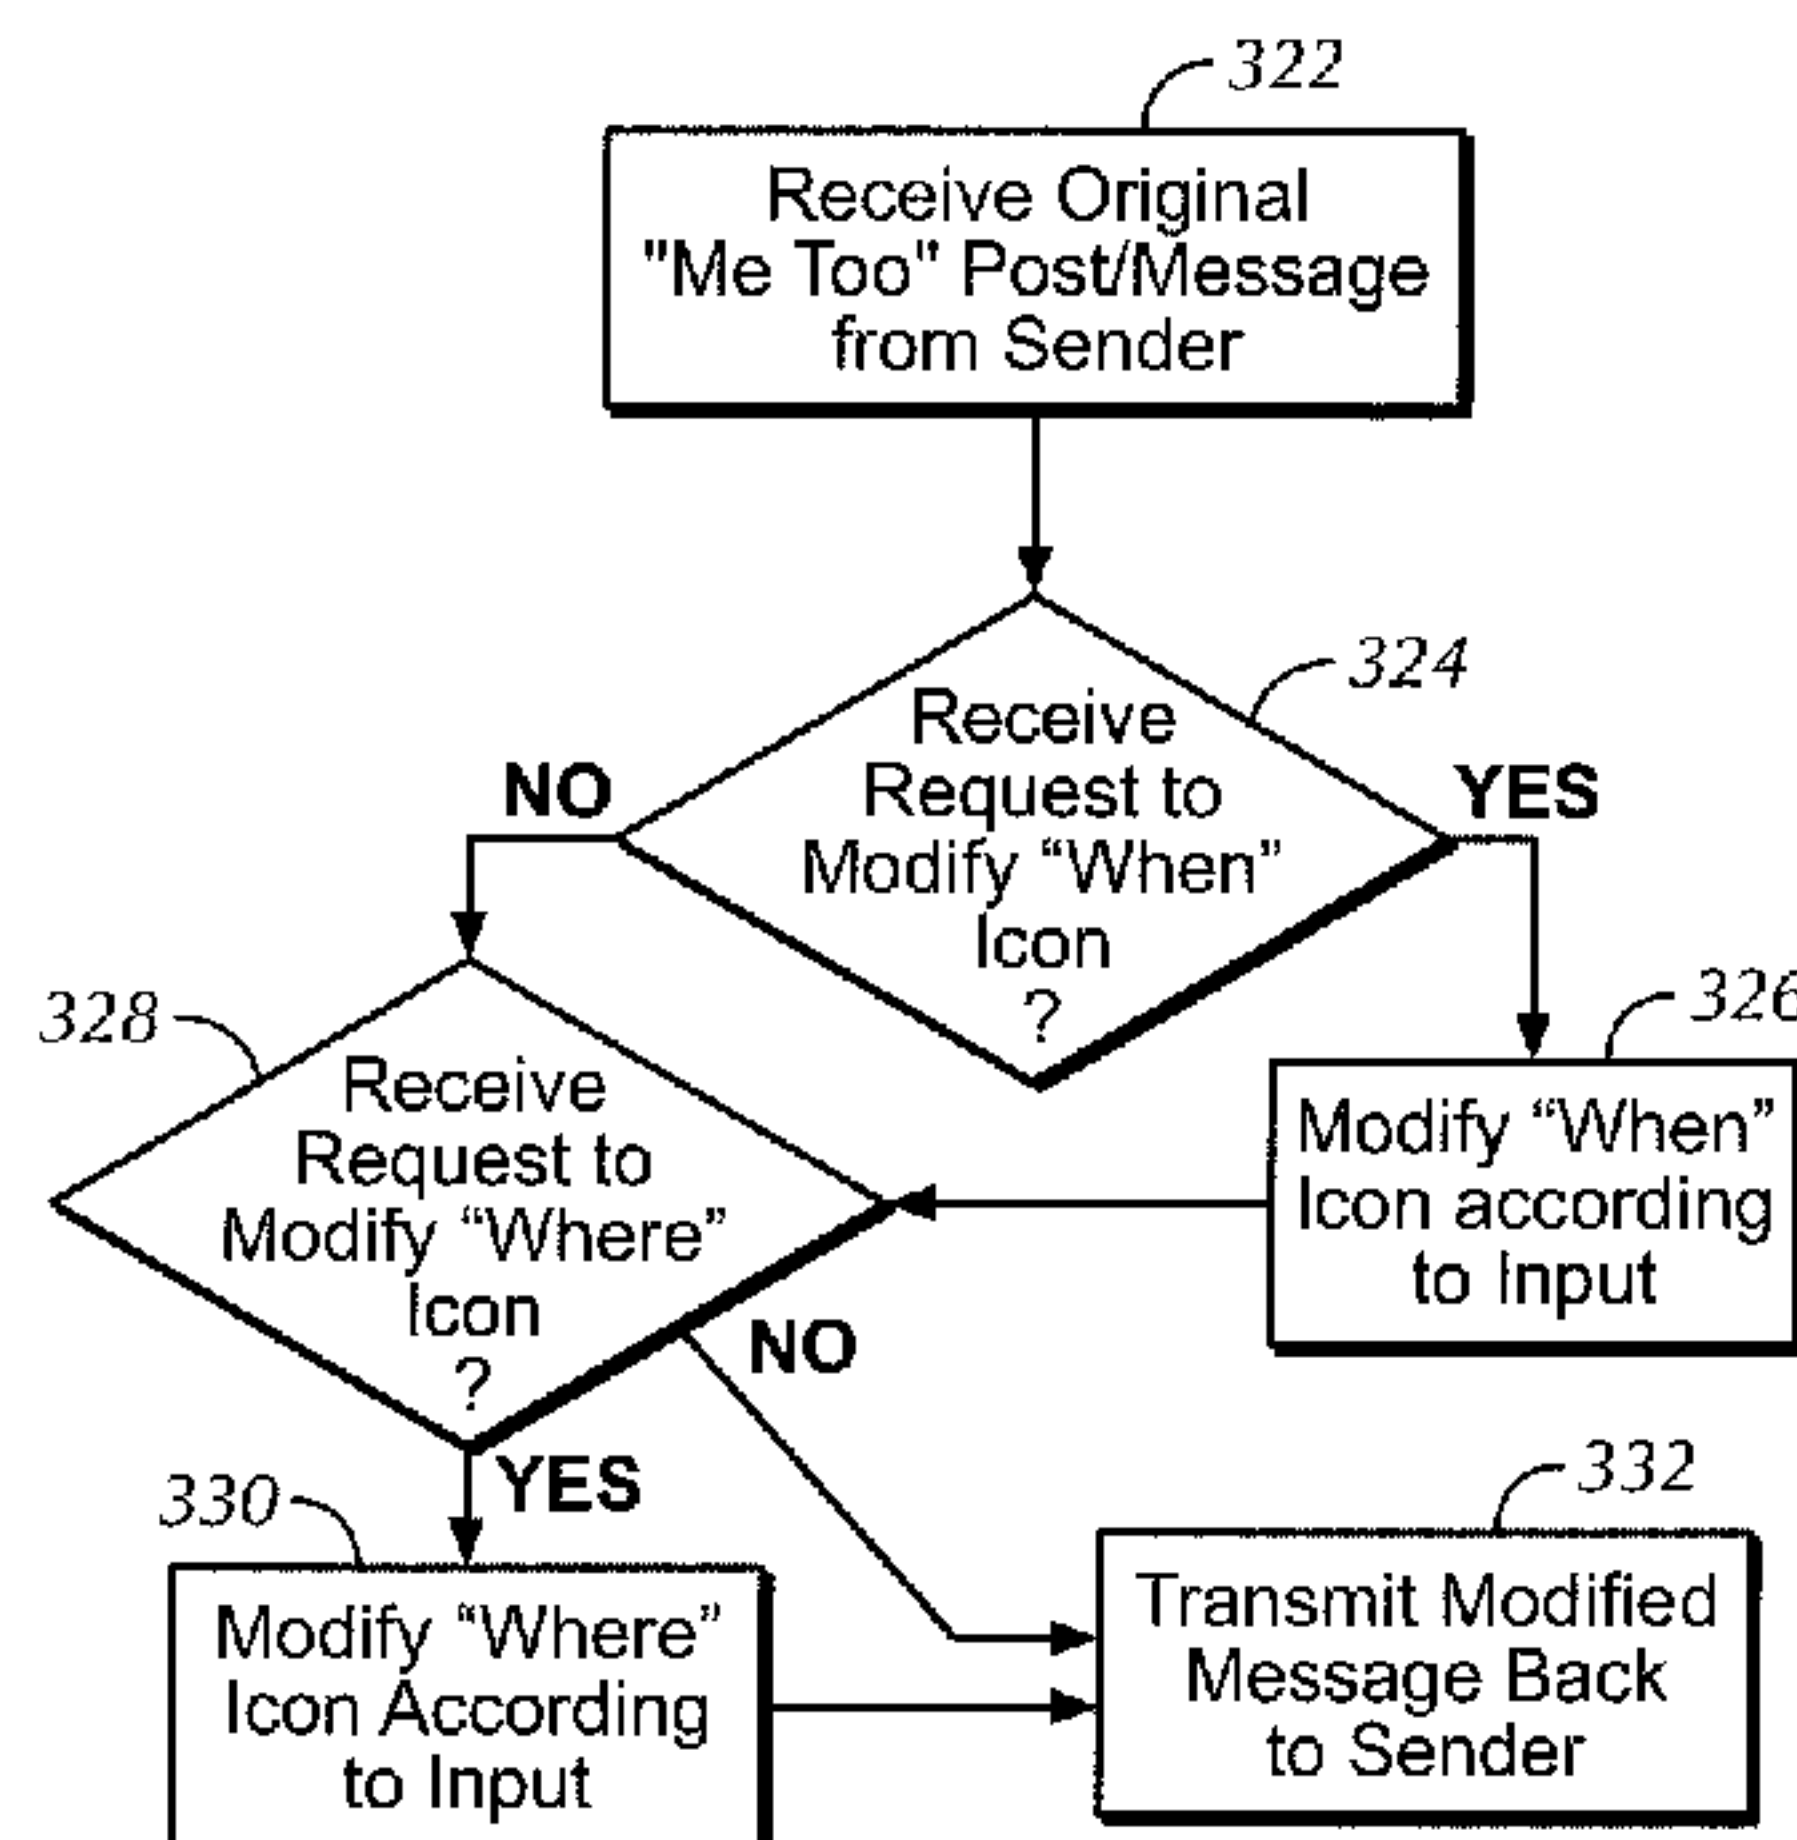 322
Receive Original
"Me Too" Post/Message
from Sender
324
Receive
Request to
Modify “When”
Icon
?
NO
YES
326
Modify “When”
Icon according
to Input
328
Receive
Request to
Modify “Where”
Icon
?
NO
YES
330
Modify “Where”
Icon According
to Input
332
Transmit Modified
Message Back
to Sender